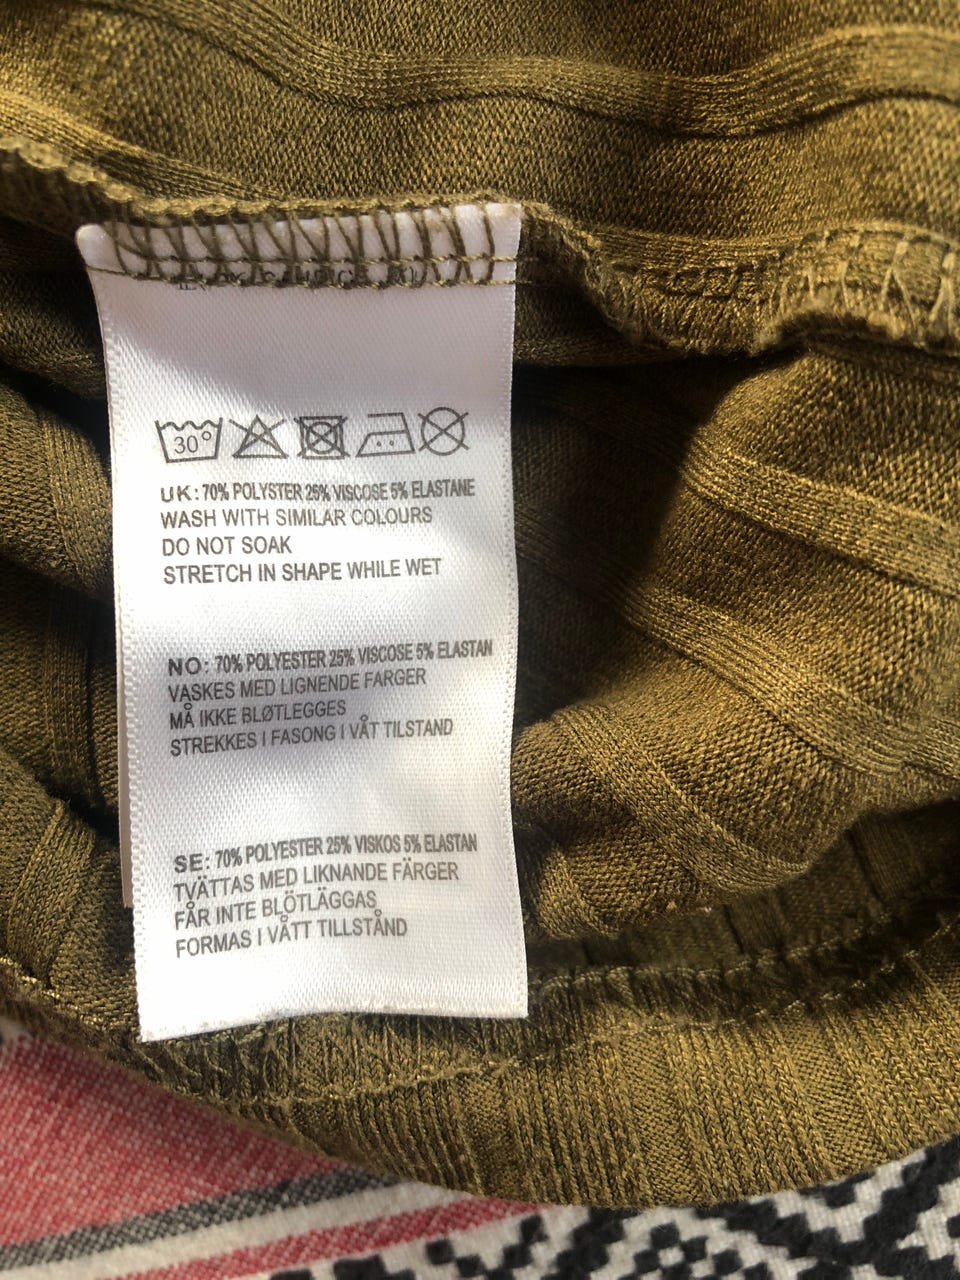 30°
UK: 70% POLYSTER 25% VISCOSE 5% ELASTANE
WASH WITH SIMILAR COLOURS
DO NOT SOAK
STRETCH IN SHAPE WHILE WET
NO: 70% POLYESTER 25% VISCOSE 5% ELASTAN
VASKES MED LIGNENDE FARGER
MÅ IKKE BLØTLEGGES
STREKKES I FASONG I VÅT TILSTAND
SE: 70% POLYESTER 25% VISKOS 5% ELASTAN
TVÄTTAS MED LIKNANDE FÄRGER
FÅR INTE BLÖTLÄGGAS
FORMAS I VÅTT TILLSTÅND